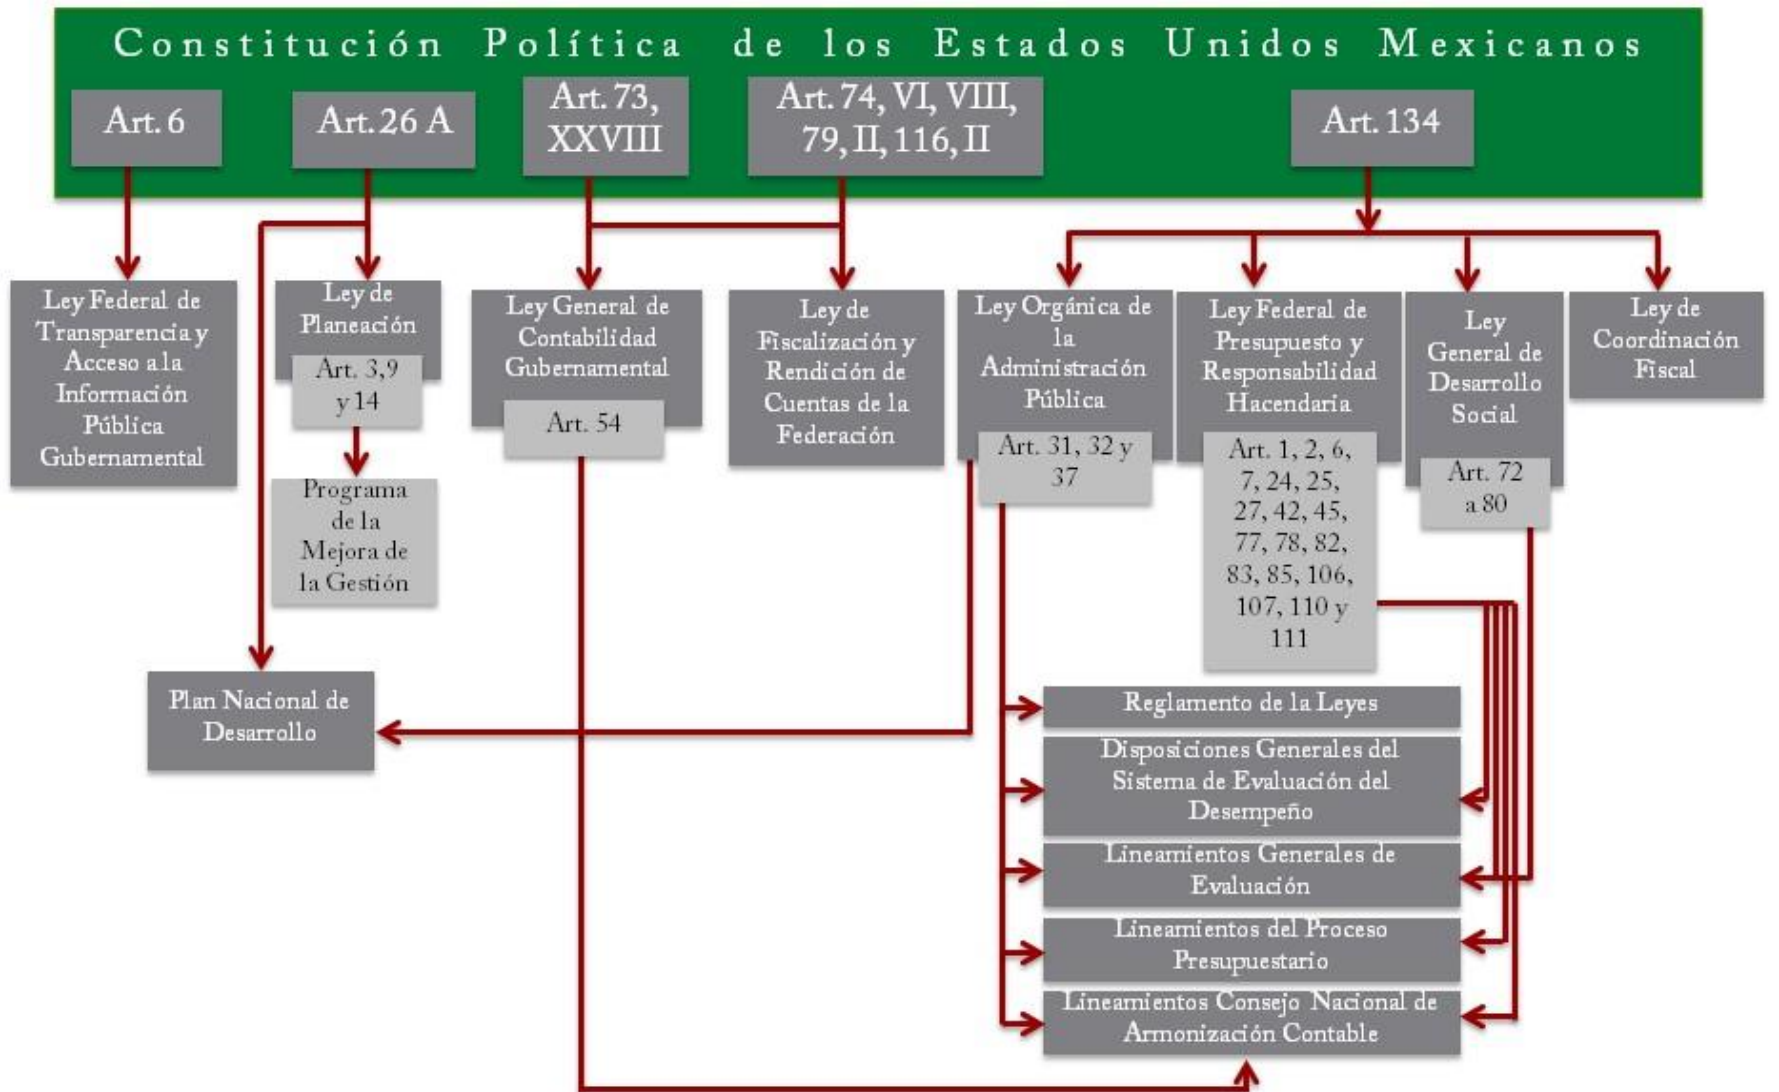 Constitución Política de los Estados Unidos Mexicanos
Art. 6
Art. 26 A
Art. 73,
XXVIII
Art. 74, VI, VIII,
79, II, 116, II
Art. 134
Ley Federal de
Transparencia y
Acceso a la
Información
Pública
Gubernamental
Ley de
Planeación
Art. 3,9
y 14
Programa
de la
Mejora de
la Gestión
Plan Nacional de
Desarrollo
Ley General de
Contabilidad
Gubernamental
Art. 54
Ley de
Fiscalización y
Rendición de
Cuentas de la
Federación
Ley Orgánica de
la
Administración
Pública
Art. 31, 32 y
37
Ley Federal de
Presupuesto y
Responsabilidad
Hacendaria
Art. 1, 2, 6,
7, 24, 25,
27, 42, 45,
77, 78, 82,
83, 85, 106,
107, 110 y
111
Ley
General de
Desarrollo
Social
Art. 72
a 80
Ley de
Coordinación
Fiscal
Reglamento de la Leyes
Disposiciones Generales del
Sistema de Evaluación del
Desempeño
Lineamientos Generales de
Evaluación
Lineamientos del Proceso
Presupuestario
Lineamientos Consejo Nacional de
Armonización Contable